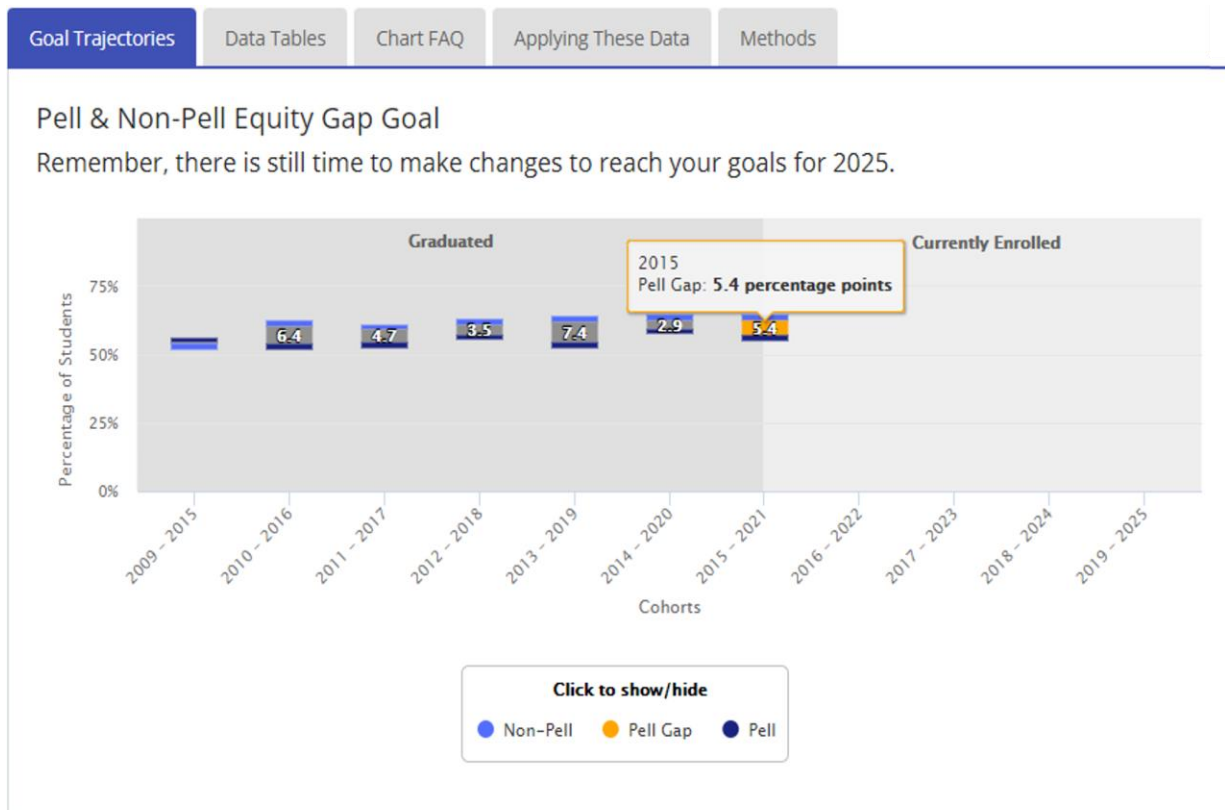 Goal Trajectories
Data Tables
Chart FAQ
Applying These Data
Methods
Pell & Non-Pell Equity Gap Goal
Remember, there is still time to make changes to reach your goals for 2025.
Graduated
Currently Enrolled
2015
Pell Gap: 5.4 percentage points
Percentage of Students
75%
50%
25%
0%
6.4
4.7
3.5
7.4
2.9
5.4
2009 - 2015
2010 - 2016
2011 - 2017
2012 - 2018
2013 - 2019
2014 - 2020
2015 - 2021
2016 - 2022
2017 - 2023
2018 - 2024
2019 - 2025
Cohorts
Click to show/hide
Non-Pell
Pell Gap
Pell